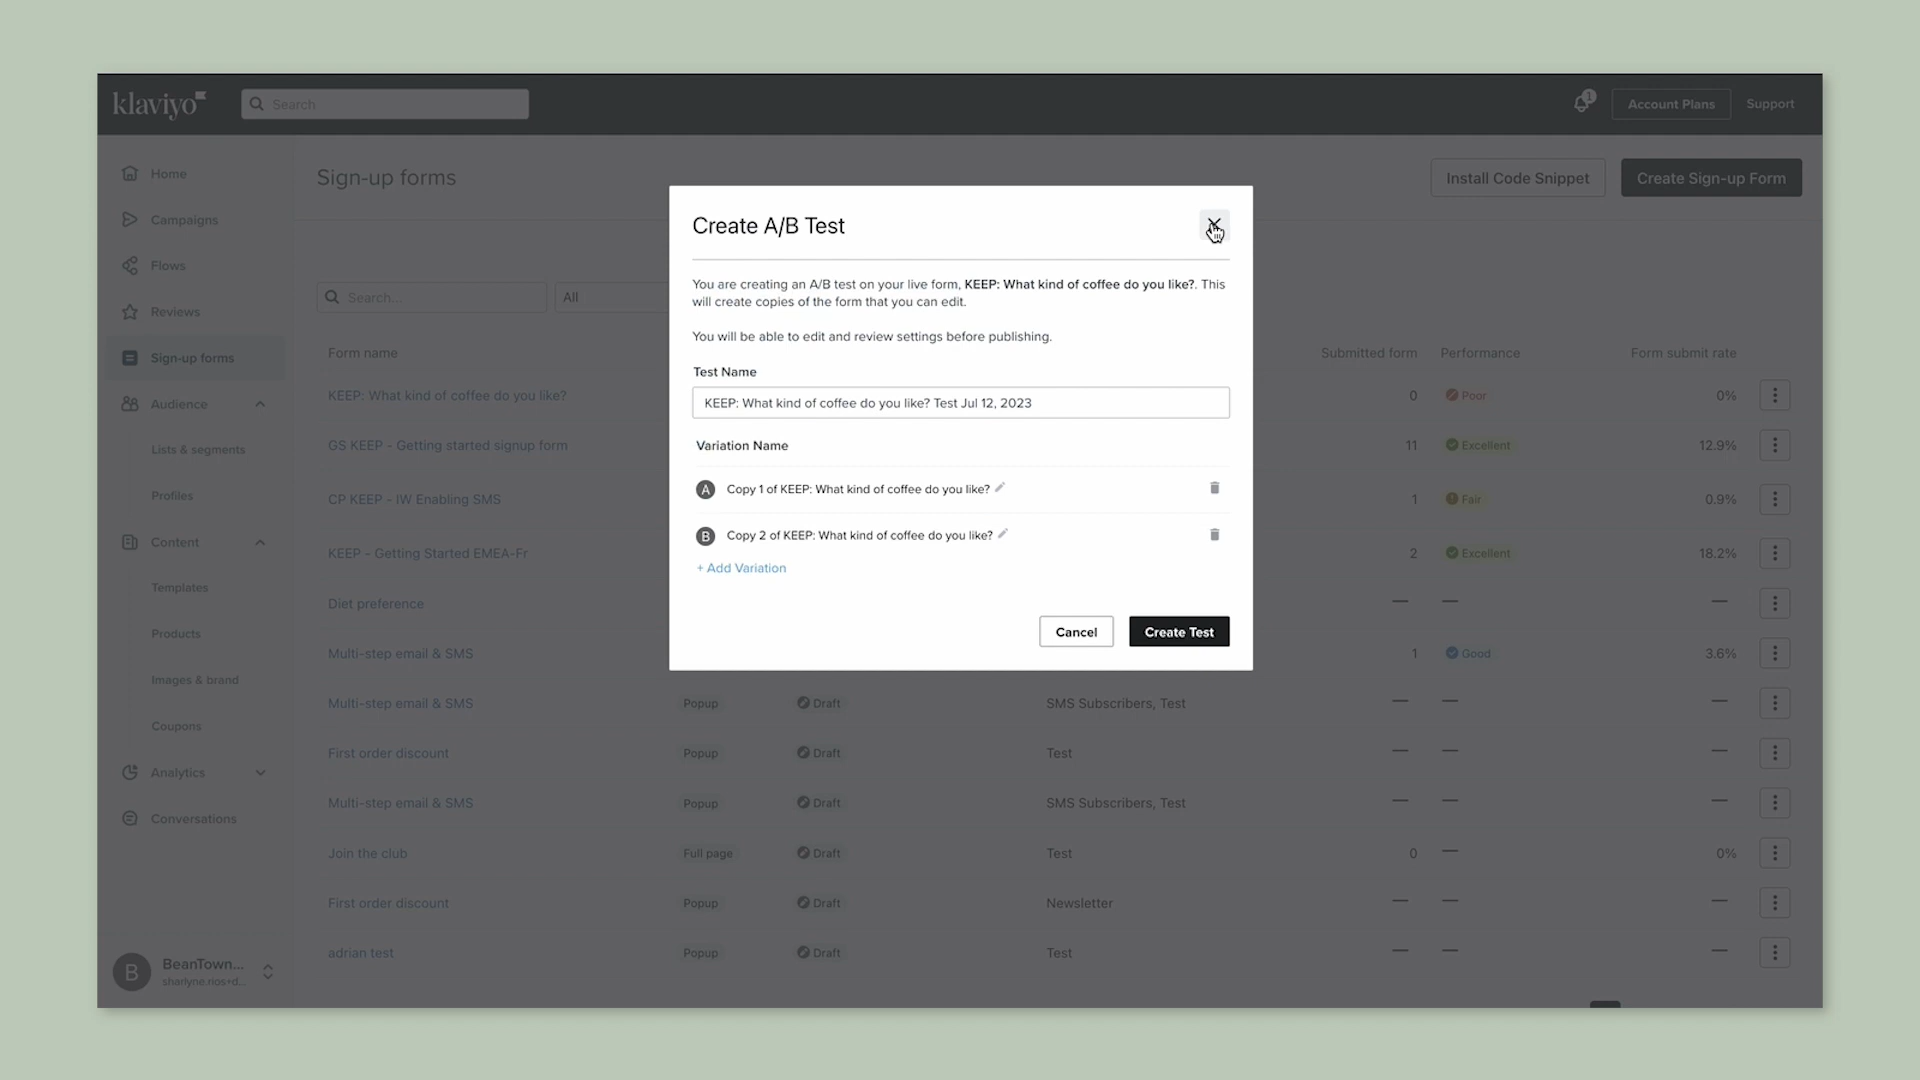 klaviyo
Search
1
Account Plans
Support
Home
Campaigns
Flows
Reviews
Sign-up forms
Audience
Lists & segments
Profiles
Content
Templates
Products
Images & brand
Coupons
Analytics
Conversations
B
BeanTown...
sharlyne.rios+d...
Sign-up forms
Install Code Snippet
Create Sign-up Form
Search...
All
Form name
Submitted form
Performance
Form submit rate
KEEP: What kind of coffee do you like?
0
Poor
0%
GS KEEP - Getting started signup form
11
Excellent
12.9%
CP KEEP - IW Enabling SMS
1
Fair
0.9%
KEEP - Getting Started EMEA-Fr
2
Excellent
18.2%
Diet preference
— — —
Multi-step email & SMS
1
Good
3.6%
Multi-step email & SMS
Popup
Draft
SMS Subscribers, Test
— — —
First order discount
Popup
Draft
Test
— — —
Multi-step email & SMS
Popup
Draft
SMS Subscribers, Test
— — —
Join the club
Full page
Draft
Test
0
—
0%
First order discount
Popup
Draft
Newsletter
— — —
adrian test
Popup
Draft
Test
— — —
Create A/B Test
You are creating an A/B test on your live form, KEEP: What kind of coffee do you like?. This
will create copies of the form that you can edit.
You will be able to edit and review settings before publishing.
Test Name
KEEP: What kind of coffee do you like? Test Jul 12, 2023
Variation Name
A Copy 1 of KEEP: What kind of coffee do you like?
B Copy 2 of KEEP: What kind of coffee do you like?
+ Add Variation
Cancel
Create Test